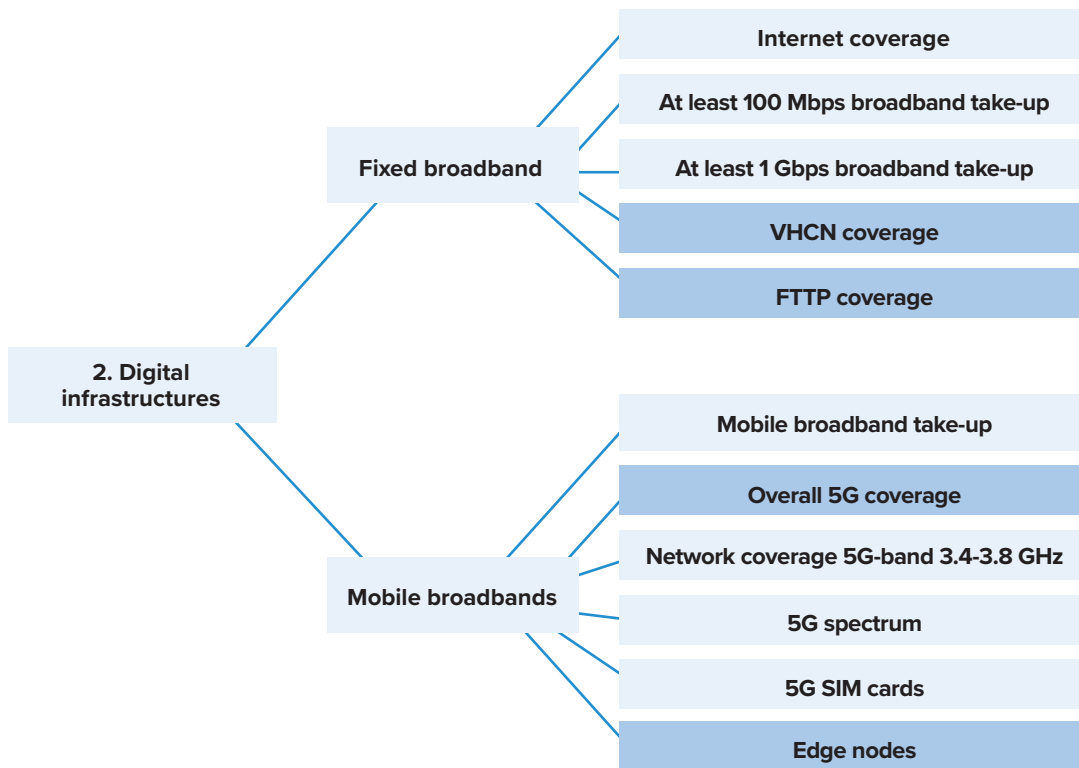 Internet coverage
At least 100 Mbps broadband take-up
Fixed broadband
At least 1 Gbps broadband take-up
VHCN coverage
FTTP coverage
2. Digital
infrastructures
Mobile broadband take-up
Overall 5G coverage
Network coverage 5G-band 3.4-3.8 GHz
Mobile broadbands
5G spectrum
5G SIM cards
Edge nodes